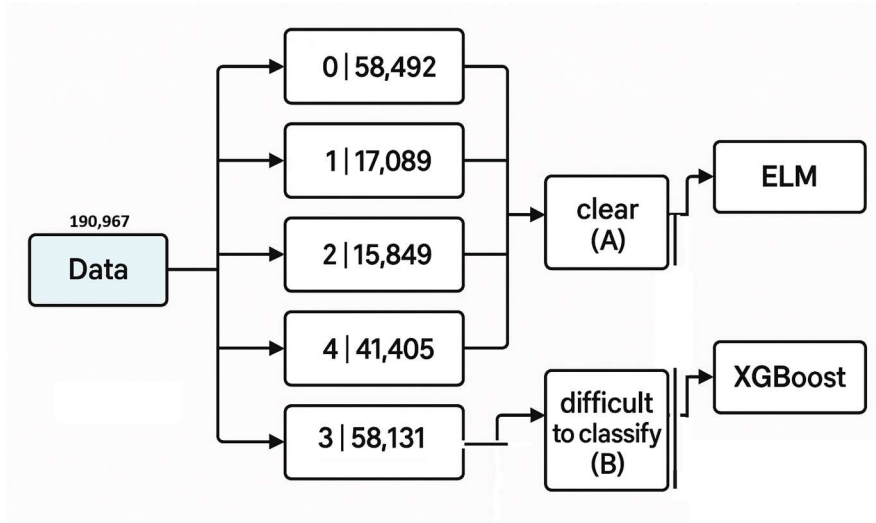 190,967
Data
0 | 58,492
1 | 17,089
2 | 15,849
4 | 41,405
3 | 58,131
clear
(A)
difficult
to classify
(B)
ELM
XGBoost